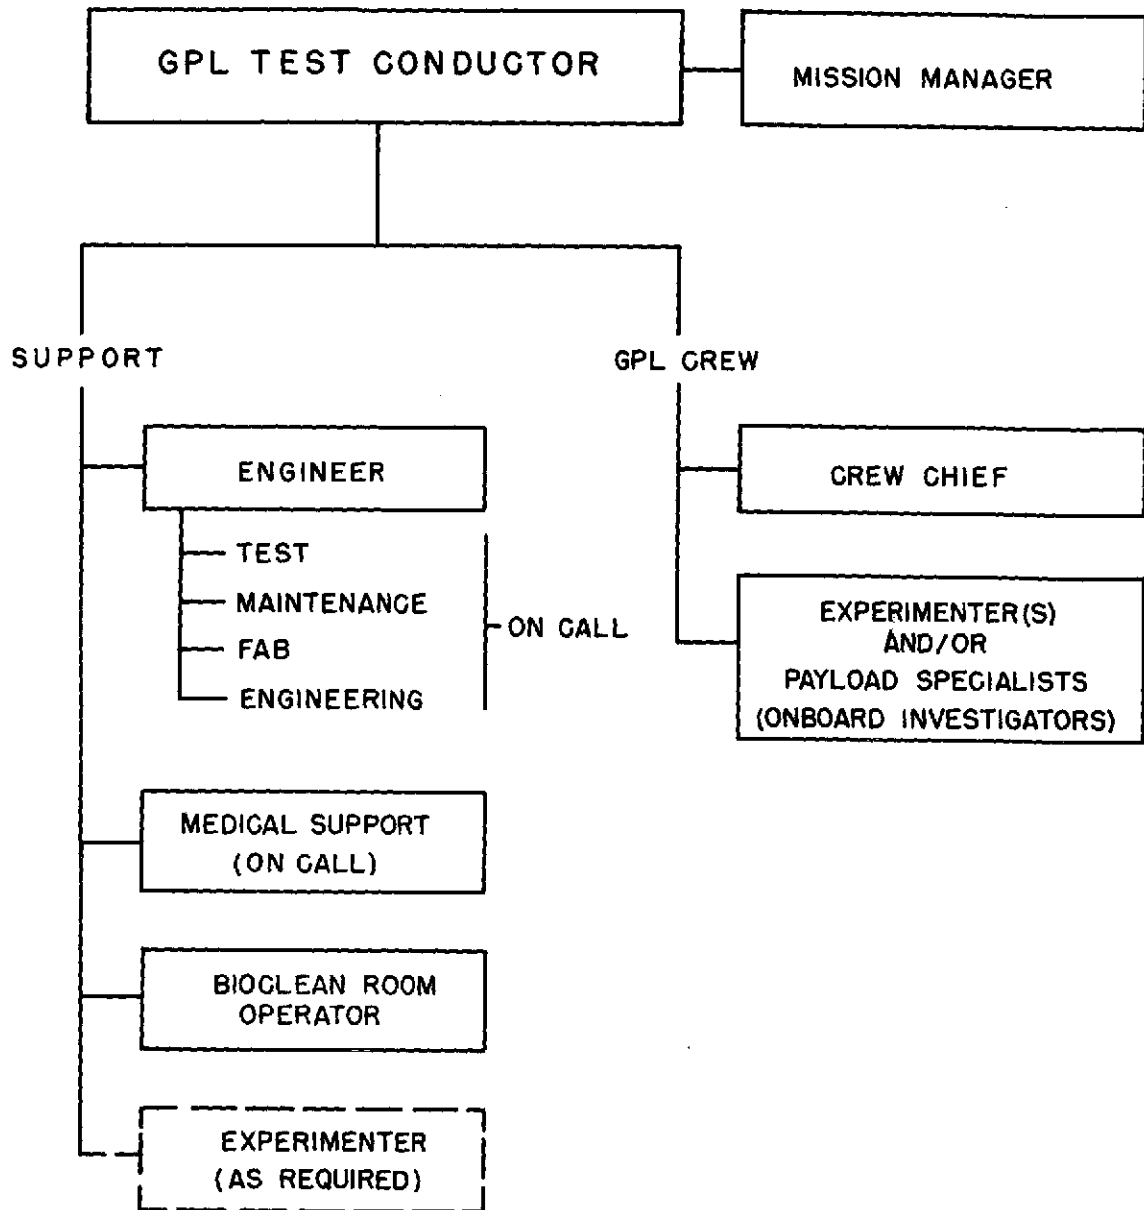 GPL TEST CONDUCTOR
MISSION MANAGER
SUPPORT
GPL CREW
ENGINEER
TEST
MAINTENANCE
FAB
ENGINEERING
ON CALL
MEDICAL SUPPORT
(ON CALL)
BIOCLEAN ROOM
OPERATOR
EXPERIMENTER
(AS REQUIRED)
CREW CHIEF
EXPERIMENTER(S)
AND/OR
PAYLOAD SPECIALISTS
(ONBOARD INVESTIGATORS)